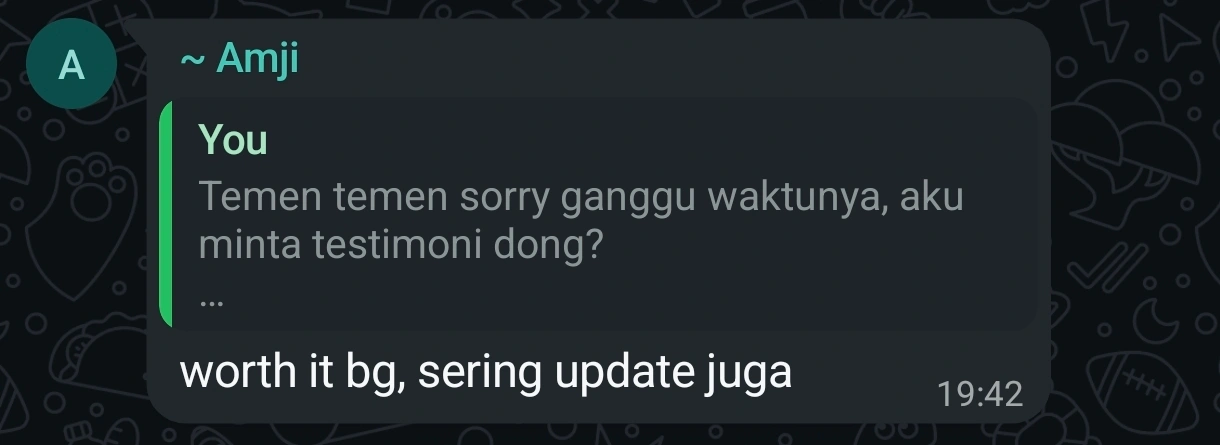 A
~ Amji
You
Temen temen sorry ganggu waktunya, aku
minta testimoni dong?
...
worth it bg, sering update juga
19:42